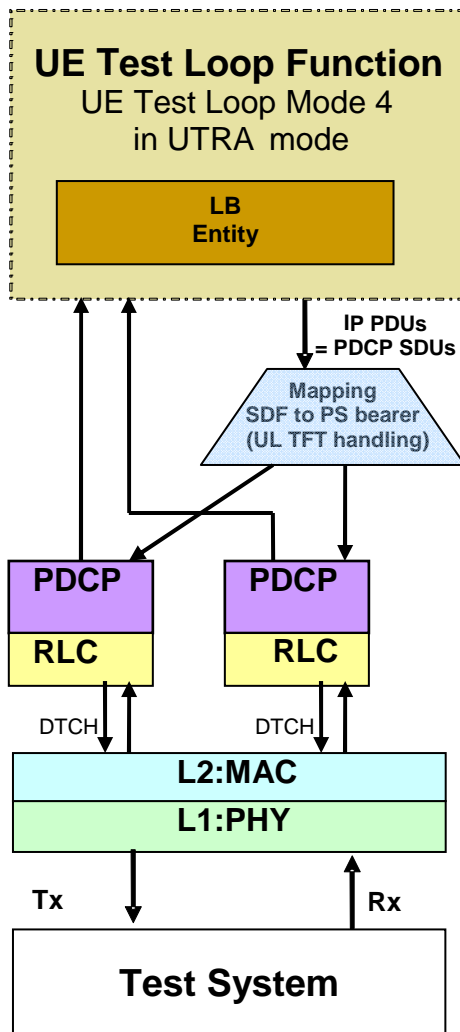 UE Test Loop Function
UE Test Loop Mode 4
in UTRA mode
LB
Entity
IP PDUs
= PDCP SDUs
Mapping
SDF to PS bearer
(UL TFT handling)
PDCP
PDCP
RLC
RLC
DTCH
DTCH
L2:MAC
L1:PHY
Tx
Rx
Test System